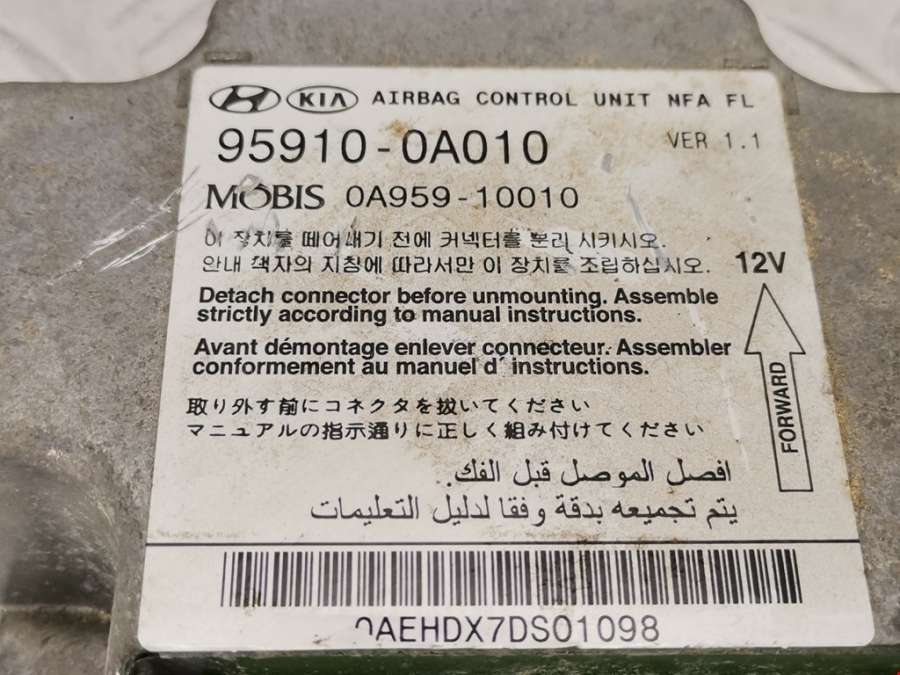 KIA AIRBAG CONTROL UNIT NFA FL
95910-0A010 VER 1.1
MOBIS 0A959-10010
이 장치를 떼어내기 전에 커넥터를 분리 시키시오.
안내 책자의 지침에 따라서만 이 장치를 조립하십시오. 12V
Detach connector before unmounting. Assemble
strictly according to manual instructions.
Avant démontage enlever connecteur. Assembler
conformement au manuel d' instructions.
FORWARD
取り外す前にコネクタを抜いてください
マニュアルの指示通りに正しく組み付けてください
افصل الموصل قبل الفك.
يتم تجميعه بدقة وفقا لدليل التعليمات
0AEHDX7DS01098